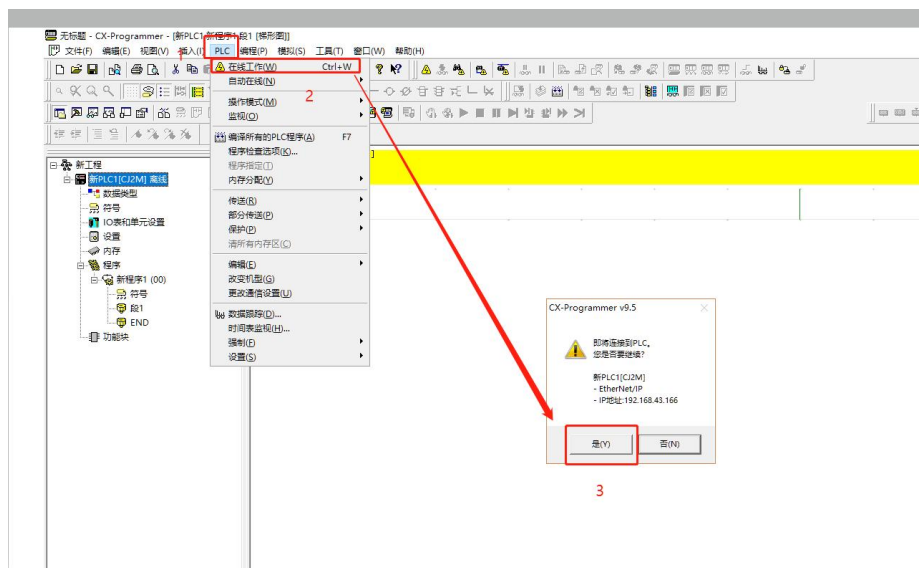 无标题 - CX-Programmer - [新PLC1.新程序1.段1 [梯形图]]
文件(F) 编辑(E) 视图(V) 插入(I) PLC 编程(P) 模拟(S) 工具(T) 窗口(W) 帮助(H)
1
在线工作(W) Ctrl+W
自动在线(N)
2
操作模式(M)
监视(O)
编译所有的PLC程序(A) F7
程序检查选项(K)...
程序指定(T)
内存分配(Y)
传送(R)
部分传送(P)
保护(P)
清所有内存区(C)
编辑(E)
改变机型(G)
更改通信设置(U)
数据跟踪(D)...
时间表监视(H)...
强制(F)
设置(S)
新工程
新PLC1[CJ2M] 离线
数据类型
符号
IO表和单元设置
设置
内存
程序
新程序1 (00)
符号
段1
END
功能块
CX-Programmer v9.5
即将连接到PLC。
您是否要继续?
新PLC1[CJ2M]
- EtherNet/IP
- IP地址:192.168.43.166
是(Y) 否(N)
3